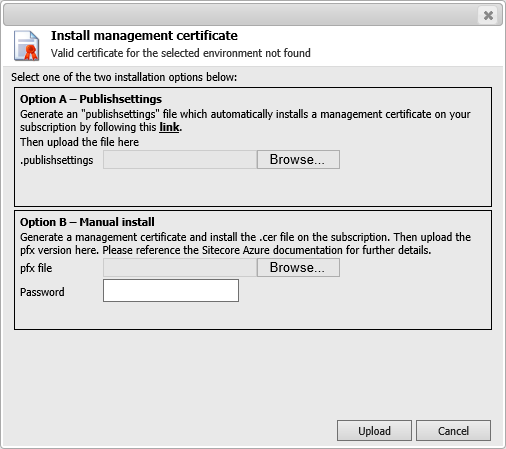 Install management certificate
Valid certificate for the selected environment not found
Select one of the two installation options below:
Option A – Publishsettings
Generate an "publishsettings" file which automatically installs a management certificate on your
subscription by following this link.
Then upload the file here
.publishsettings Browse...
Option B – Manual install
Generate a management certificate and install the .cer file on the subscription. Then upload the
pfx version here. Please reference the Sitecore Azure documentation for further details.
pfx file Browse...
Password
Upload Cancel